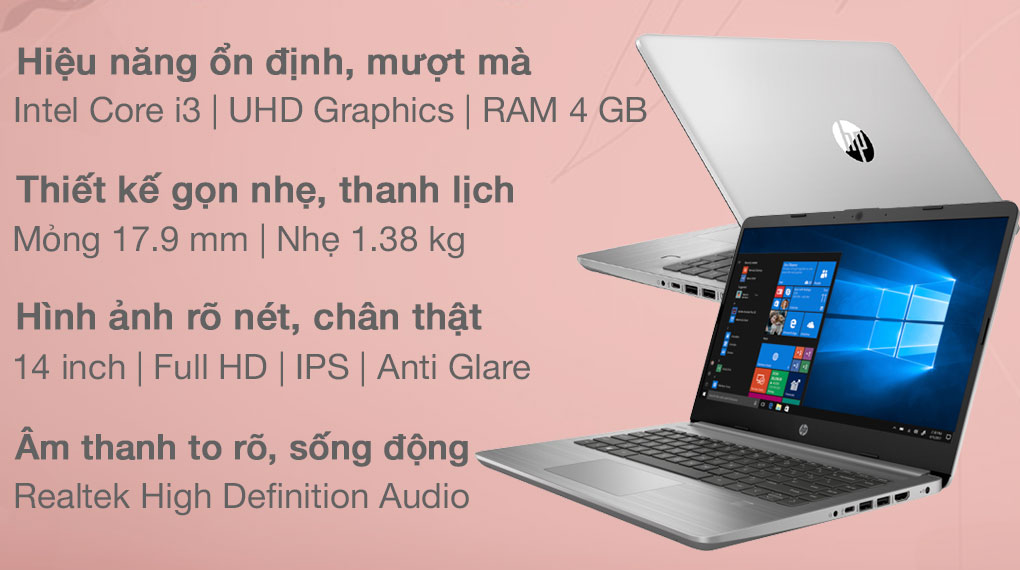 Hiệu năng ổn định, mượt mà
Intel Core i3 | UHD Graphics | RAM 4 GB
Thiết kế gọn nhẹ, thanh lịch
Mỏng 17.9 mm | Nhẹ 1.38 kg
Hình ảnh rõ nét, chân thật
14 inch | Full HD | IPS | Anti Glare
Âm thanh to rõ, sống động
Realtek High Definition Audio
hp
hp